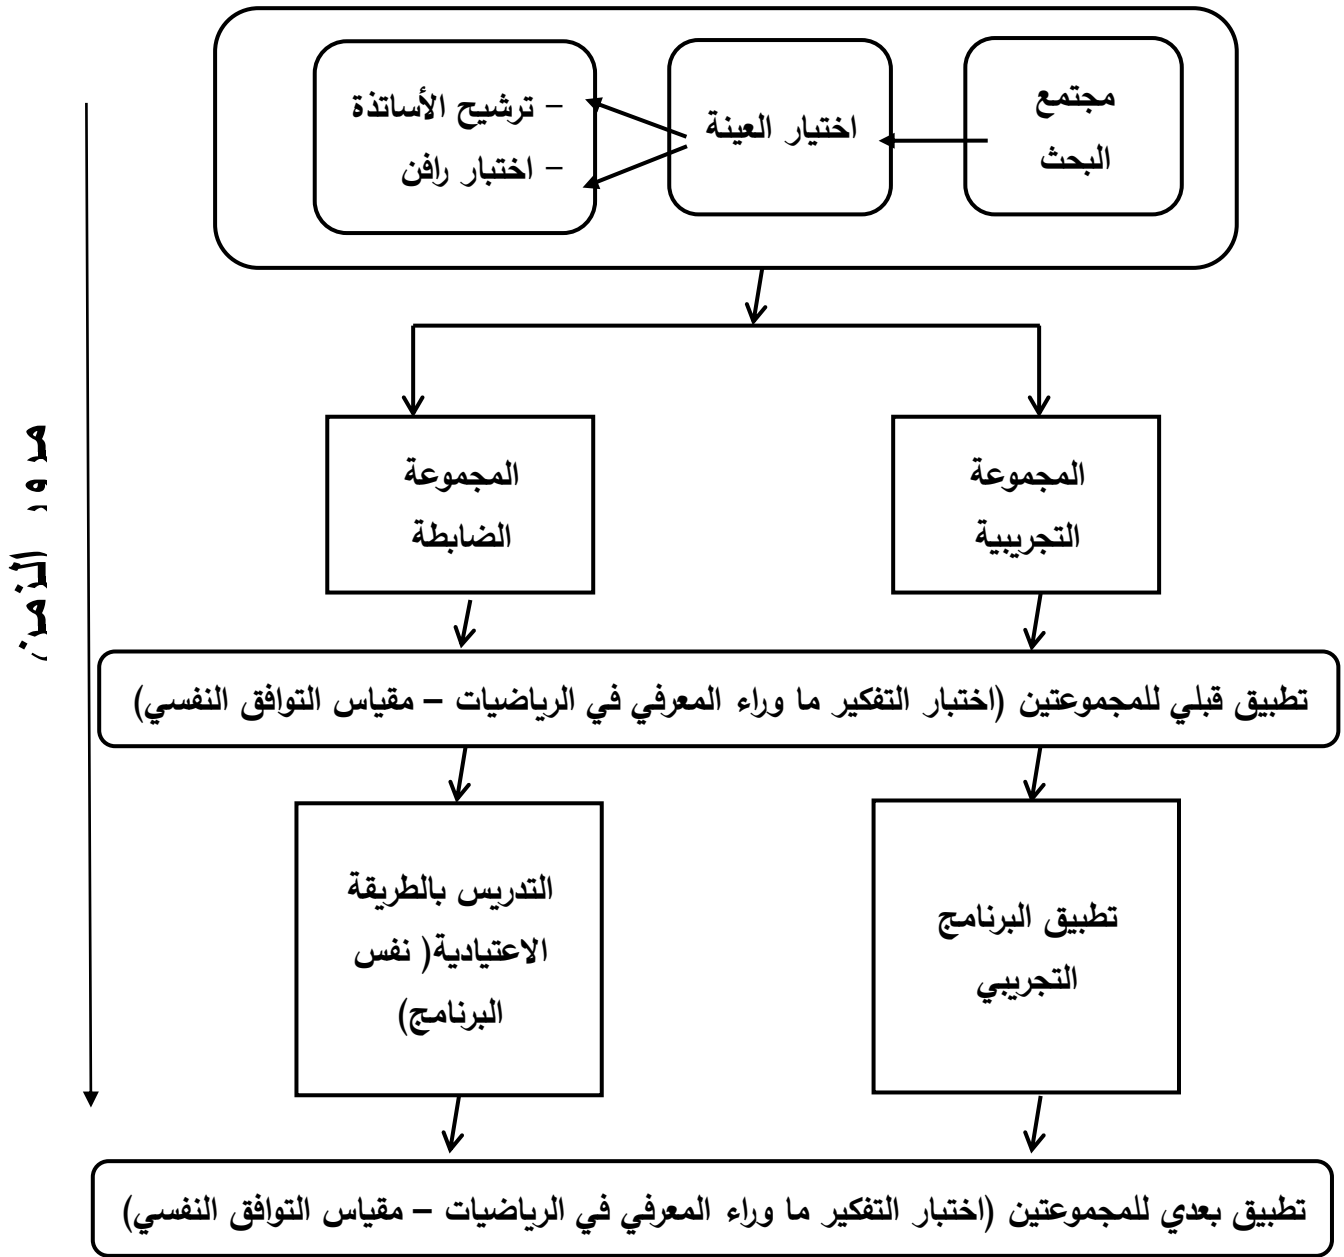 مجتمع
البحث
اختيار العينة
- ترشيح الأساتذة
- اختبار رافن
المجموعة
التجريبية
المجموعة
الضابطة
مرور الزمن
تطبيق قبلي للمجموعتين (اختبار التفكير ما وراء المعرفي في الرياضيات – مقياس التوافق النفسي)
تطبيق البرنامج
التجريبي
التدريس بالطريقة
الاعتيادية( نفس
البرنامج)
تطبيق بعدي للمجموعتين (اختبار التفكير ما وراء المعرفي في الرياضيات – مقياس التوافق النفسي)